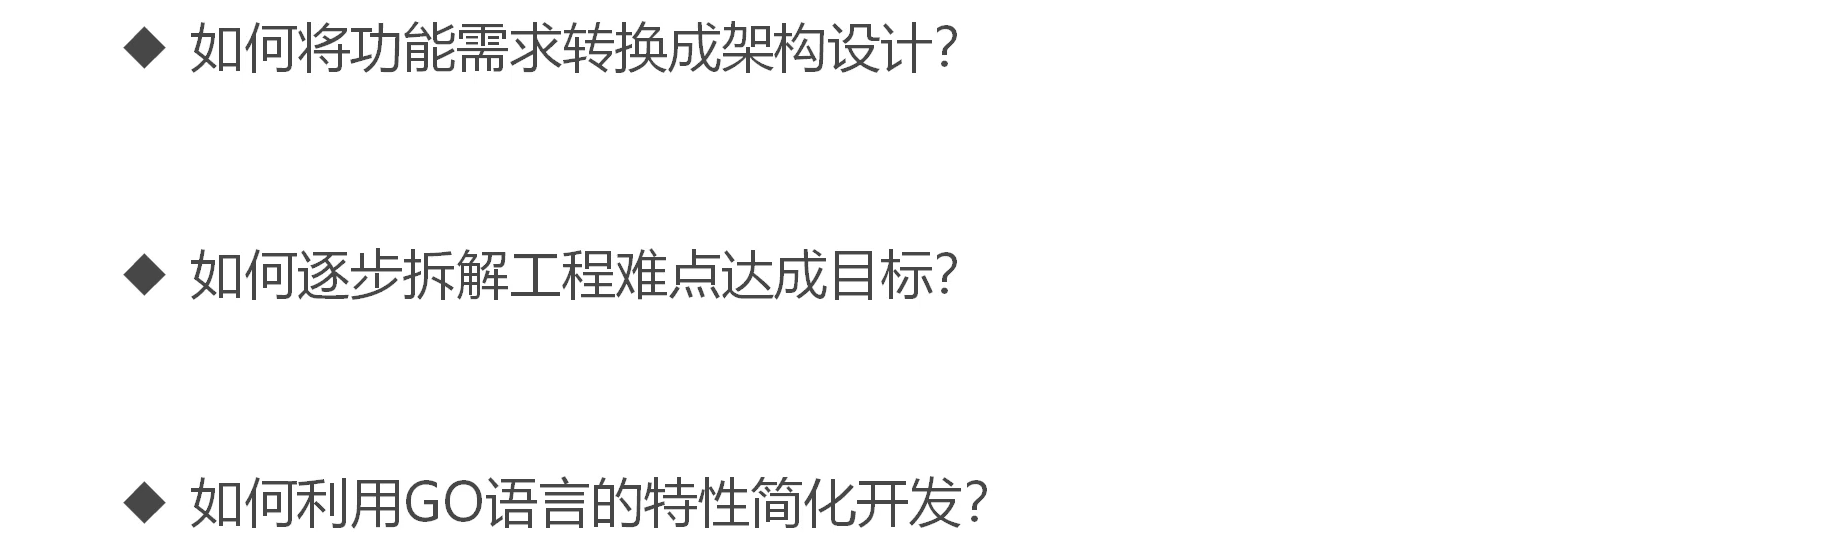 ◆ 如何将功能需求转换成架构设计?
◆ 如何逐步拆解工程难点达成目标?
◆ 如何利用GO语言的特性简化开发?